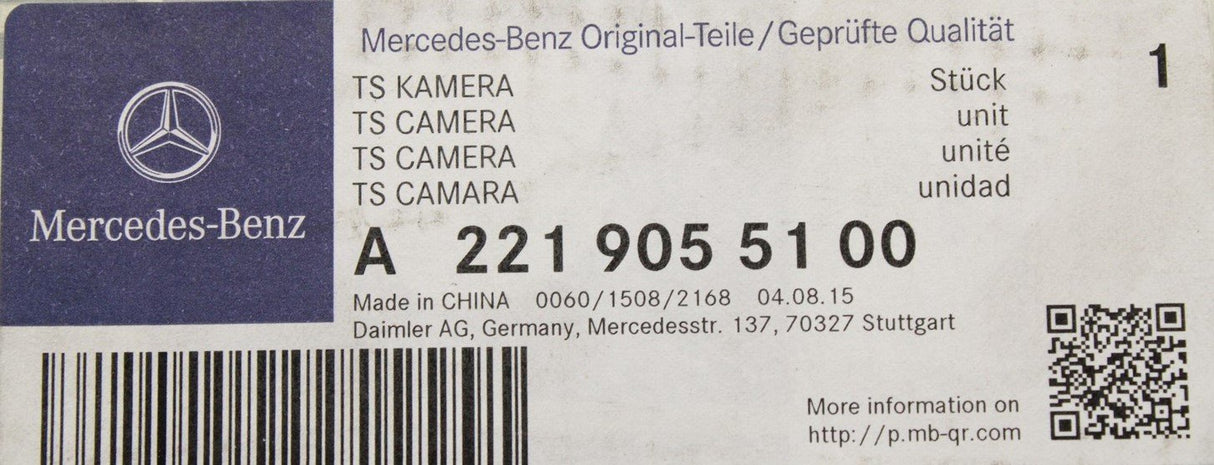 Mercedes-Benz
Mercedes-Benz Original-Teile/Geprüfte Qualität
TS KAMERA Stück 1
TS CAMERA unit
TS CAMERA unité
TS CAMARA unidad
A 221 905 51 00
Made in CHINA 0060/1508/2168 04.08.15
Daimler AG, Germany, Mercedesstr. 137, 70327 Stuttgart
More information on
http://p.mb-qr.com